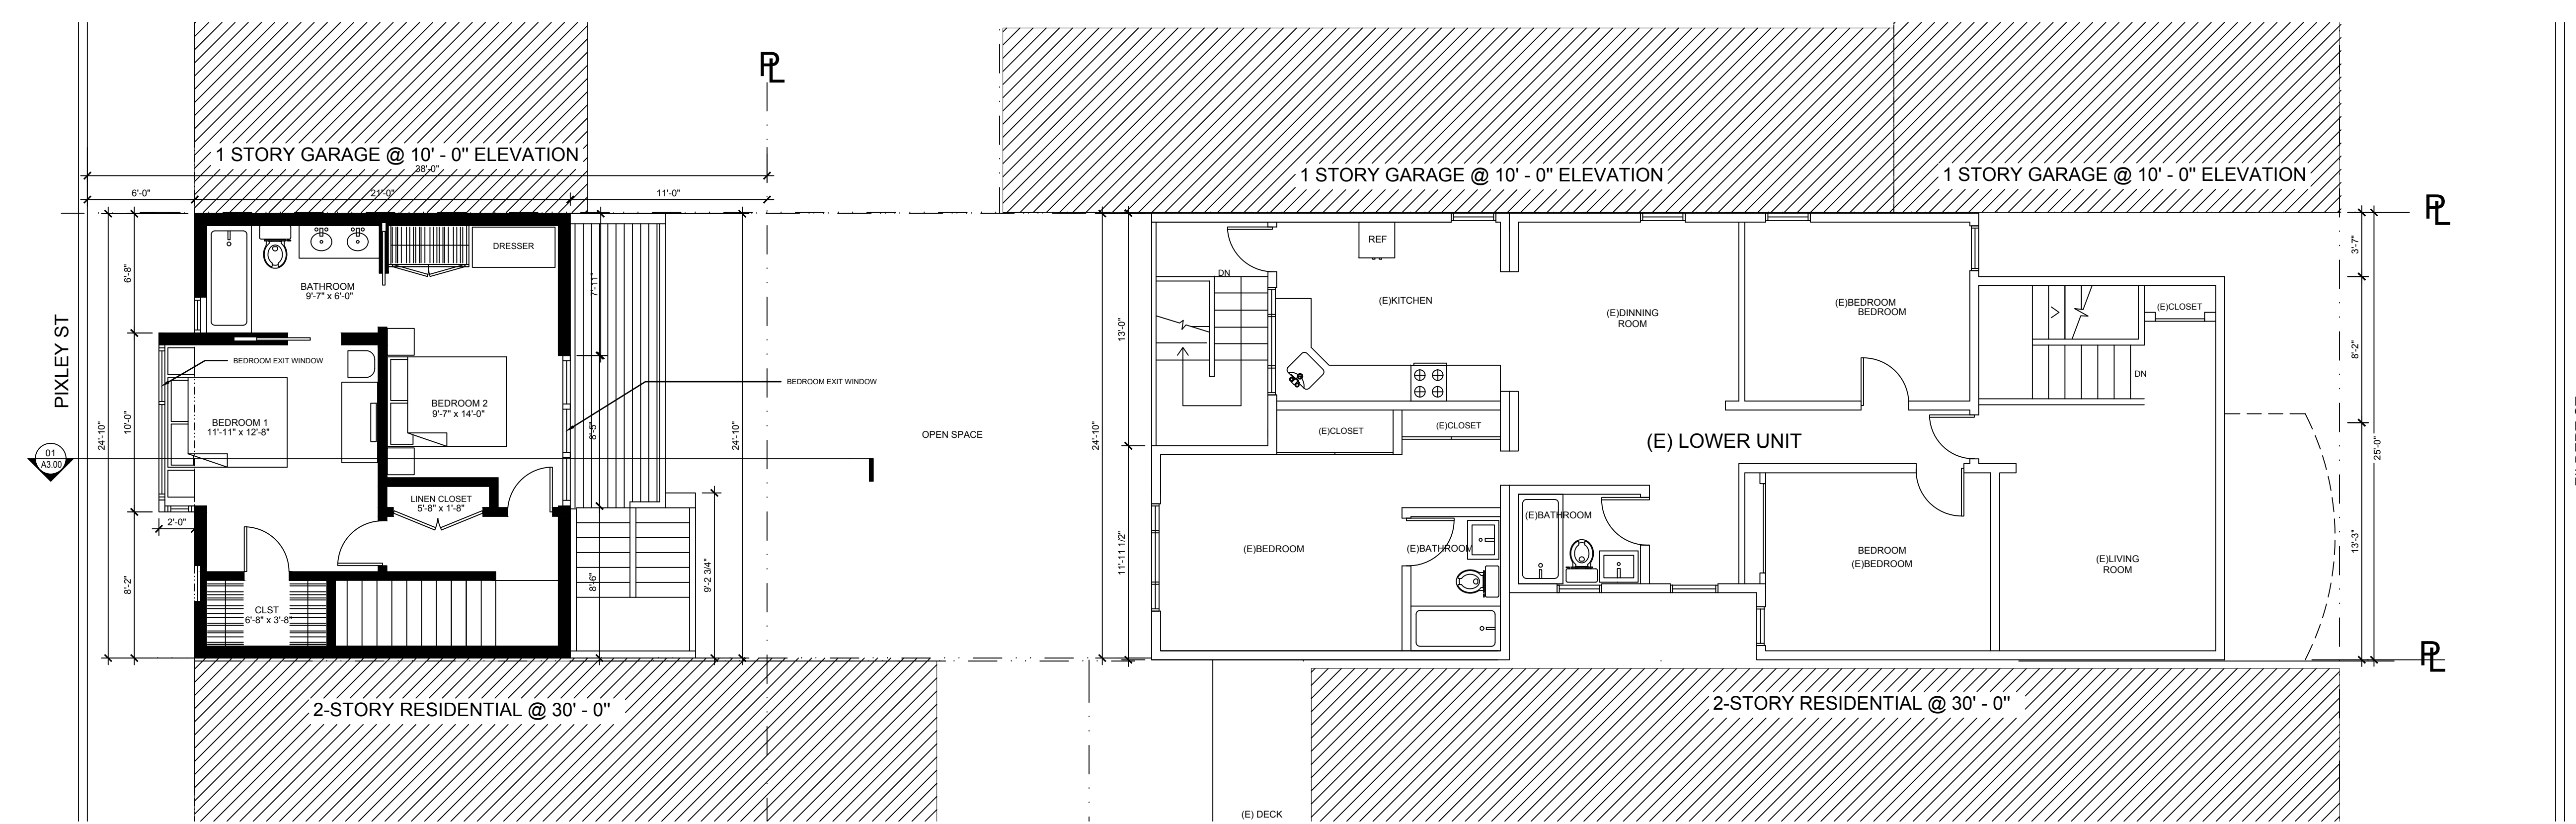 PL
1 STORY GARAGE @ 10' - 0" ELEVATION
38'-0"
6'-0"
21'-0"
11'-0"
PIXLEY ST
01
A3.00
24'-10"
6'-8"
10'-0"
8'-2"
2'-0"
BATHROOM
9'-7" x 6'-0"
DRESSER
BEDROOM EXIT WINDOW
BEDROOM 1
11'-11" x 12'-8"
BEDROOM 2
9'-7" x 14'-0"
LINEN CLOSET
5'-8" x 1'-8"
CLST
6'-8" x 3'-8"
7'-11"
8'-5"
8'-6"
9'-2 3/4"
24'-10"
BEDROOM EXIT WINDOW
OPEN SPACE
2-STORY RESIDENTIAL @ 30' - 0"
1 STORY GARAGE @ 10' - 0" ELEVATION
1 STORY GARAGE @ 10' - 0" ELEVATION
24'-10"
13'-0"
11'-11 1/2"
DN
REF
(E)KITCHEN
(E)CLOSET
(E)CLOSET
(E)DINNING
ROOM
(E)BEDROOM
BEDROOM
(E)CLOSET
DN
(E) LOWER UNIT
(E)BEDROOM
(E)BATHROOM
(E)BATHROOM
BEDROOM
(E)BEDROOM
(E)LIVING
ROOM
PL
3'-7"
8'-2"
13'-3"
25'-0"
PL
2-STORY RESIDENTIAL @ 30' - 0"
(E) DECK